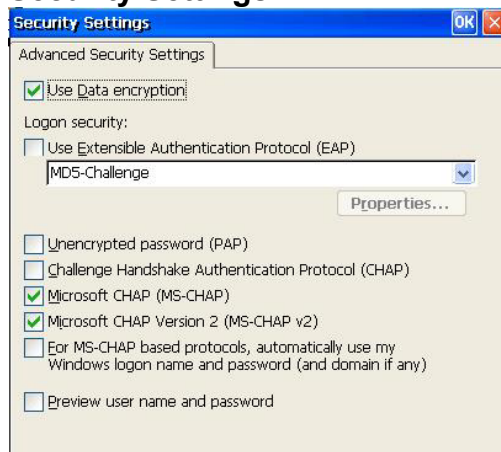 Security Settings
Security Settings OK
Advanced Security Settings
Use Data encryption
Logon security:
Use Extensible Authentication Protocol (EAP)
MD5-Challenge
Properties...
Unencrypted password (PAP)
Challenge Handshake Authentication Protocol (CHAP)
Microsoft CHAP (MS-CHAP)
Microsoft CHAP Version 2 (MS-CHAP v2)
For MS-CHAP based protocols, automatically use my
Windows logon name and password (and domain if any)
Preview user name and password